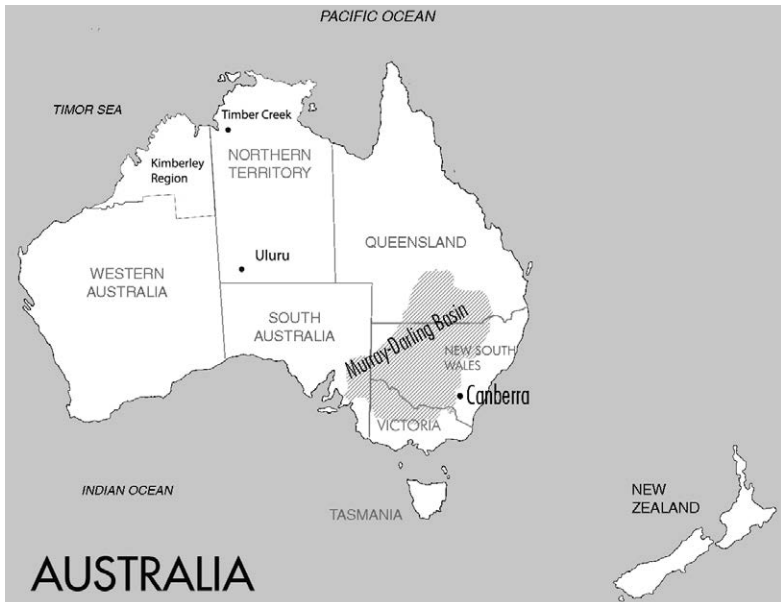 PACIFIC OCEAN
TIMOR SEA
Timber Creek
Kimberley
Region
NORTHERN
TERRITORY
QUEENSLAND
Uluru
WESTERN
AUSTRALIA
SOUTH
AUSTRALIA
Murray-Darling Basin
NEW SOUTH
WALES
Canberra
VICTORIA
INDIAN OCEAN
TASMANIA
NEW
ZEALAND
AUSTRALIA